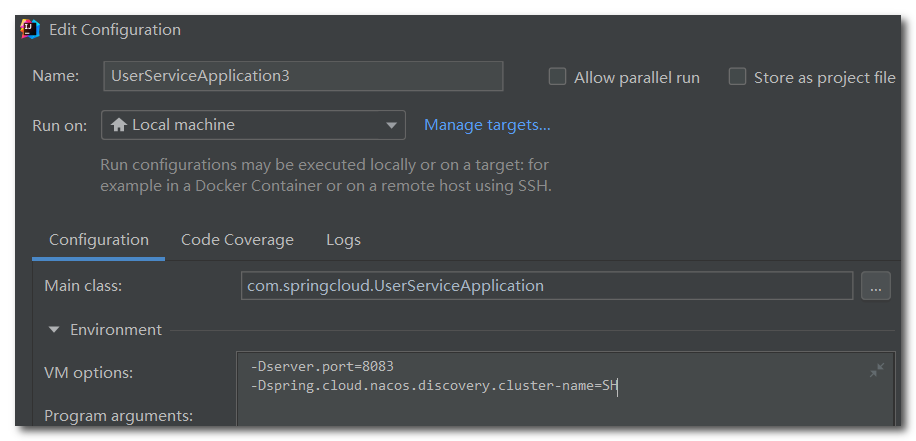 Edit Configuration
Name: UserServiceApplication3 Allow parallel run Store as project file
Run on: Local machine Manage targets...
Run configurations may be executed locally or on a target: for
example in a Docker Container or on a remote host using SSH.
Configuration Code Coverage Logs
Main class: com.springcloud.UserServiceApplication ...
Environment
VM options: -Dserver.port=8083
-Dspring.cloud.nacos.discovery.cluster-name=SH
Program arguments: